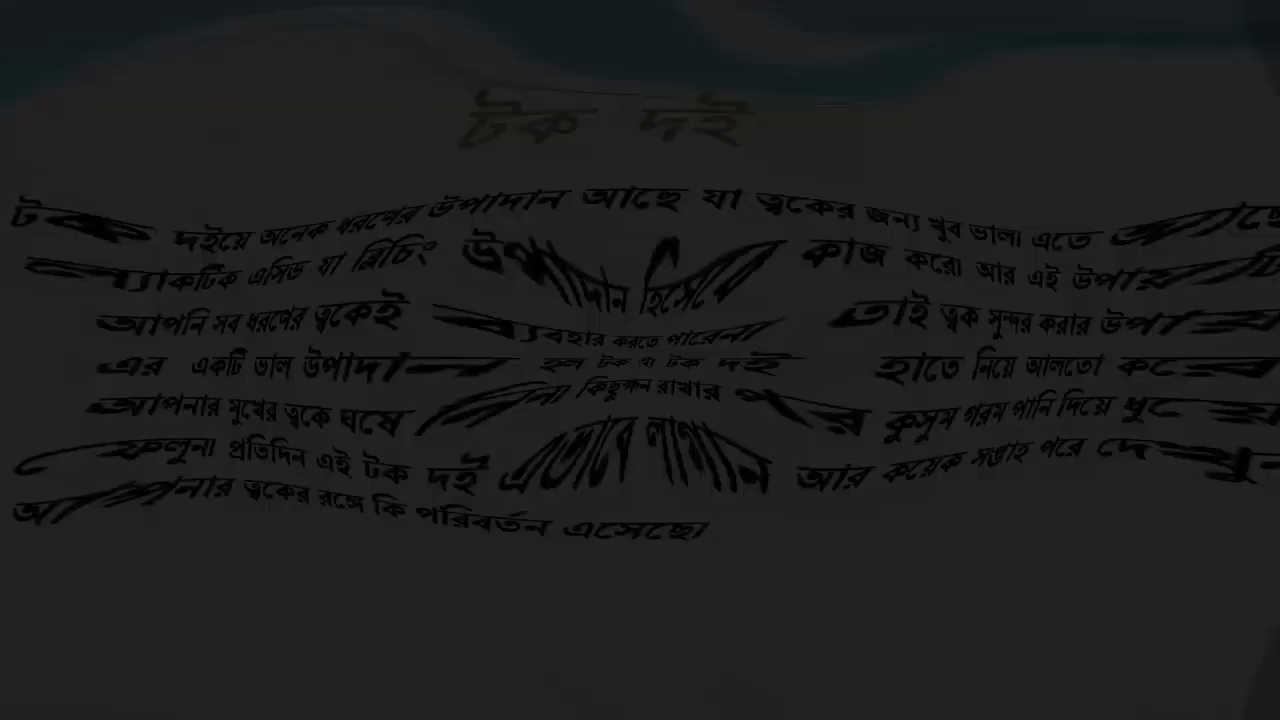 টক দই
টক দইয়ে অনেক ধরণের উপাদান আছে যা ত্বকের জন্য খুব ভাল। এতে আছে
ল্যাকটিক এসিড যা ব্লিচিং উপাদান হিসেবে কাজ করে। আর এই উপায়টি
আপনি সব ধরণের ত্বকেই ব্যবহার করতে পারেন। তাই ত্বক সুন্দর করার উপায়
এর একটি ভাল উপাদান হল টক দই টক দই হাতে নিয়ে আলতো করে
আপনার মুখের ত্বকে ঘষে নিন। কিছুক্ষন রাখার পর কুসুম গরম পানি দিয়ে ধুয়ে
ফেলুন। প্রতিদিন এই টক দই এভাবে লাগান আর কয়েক সপ্তাহ পরে দেখুন
আপনার ত্বকের রঙ্গে কি পরিবর্তন এসেছে।